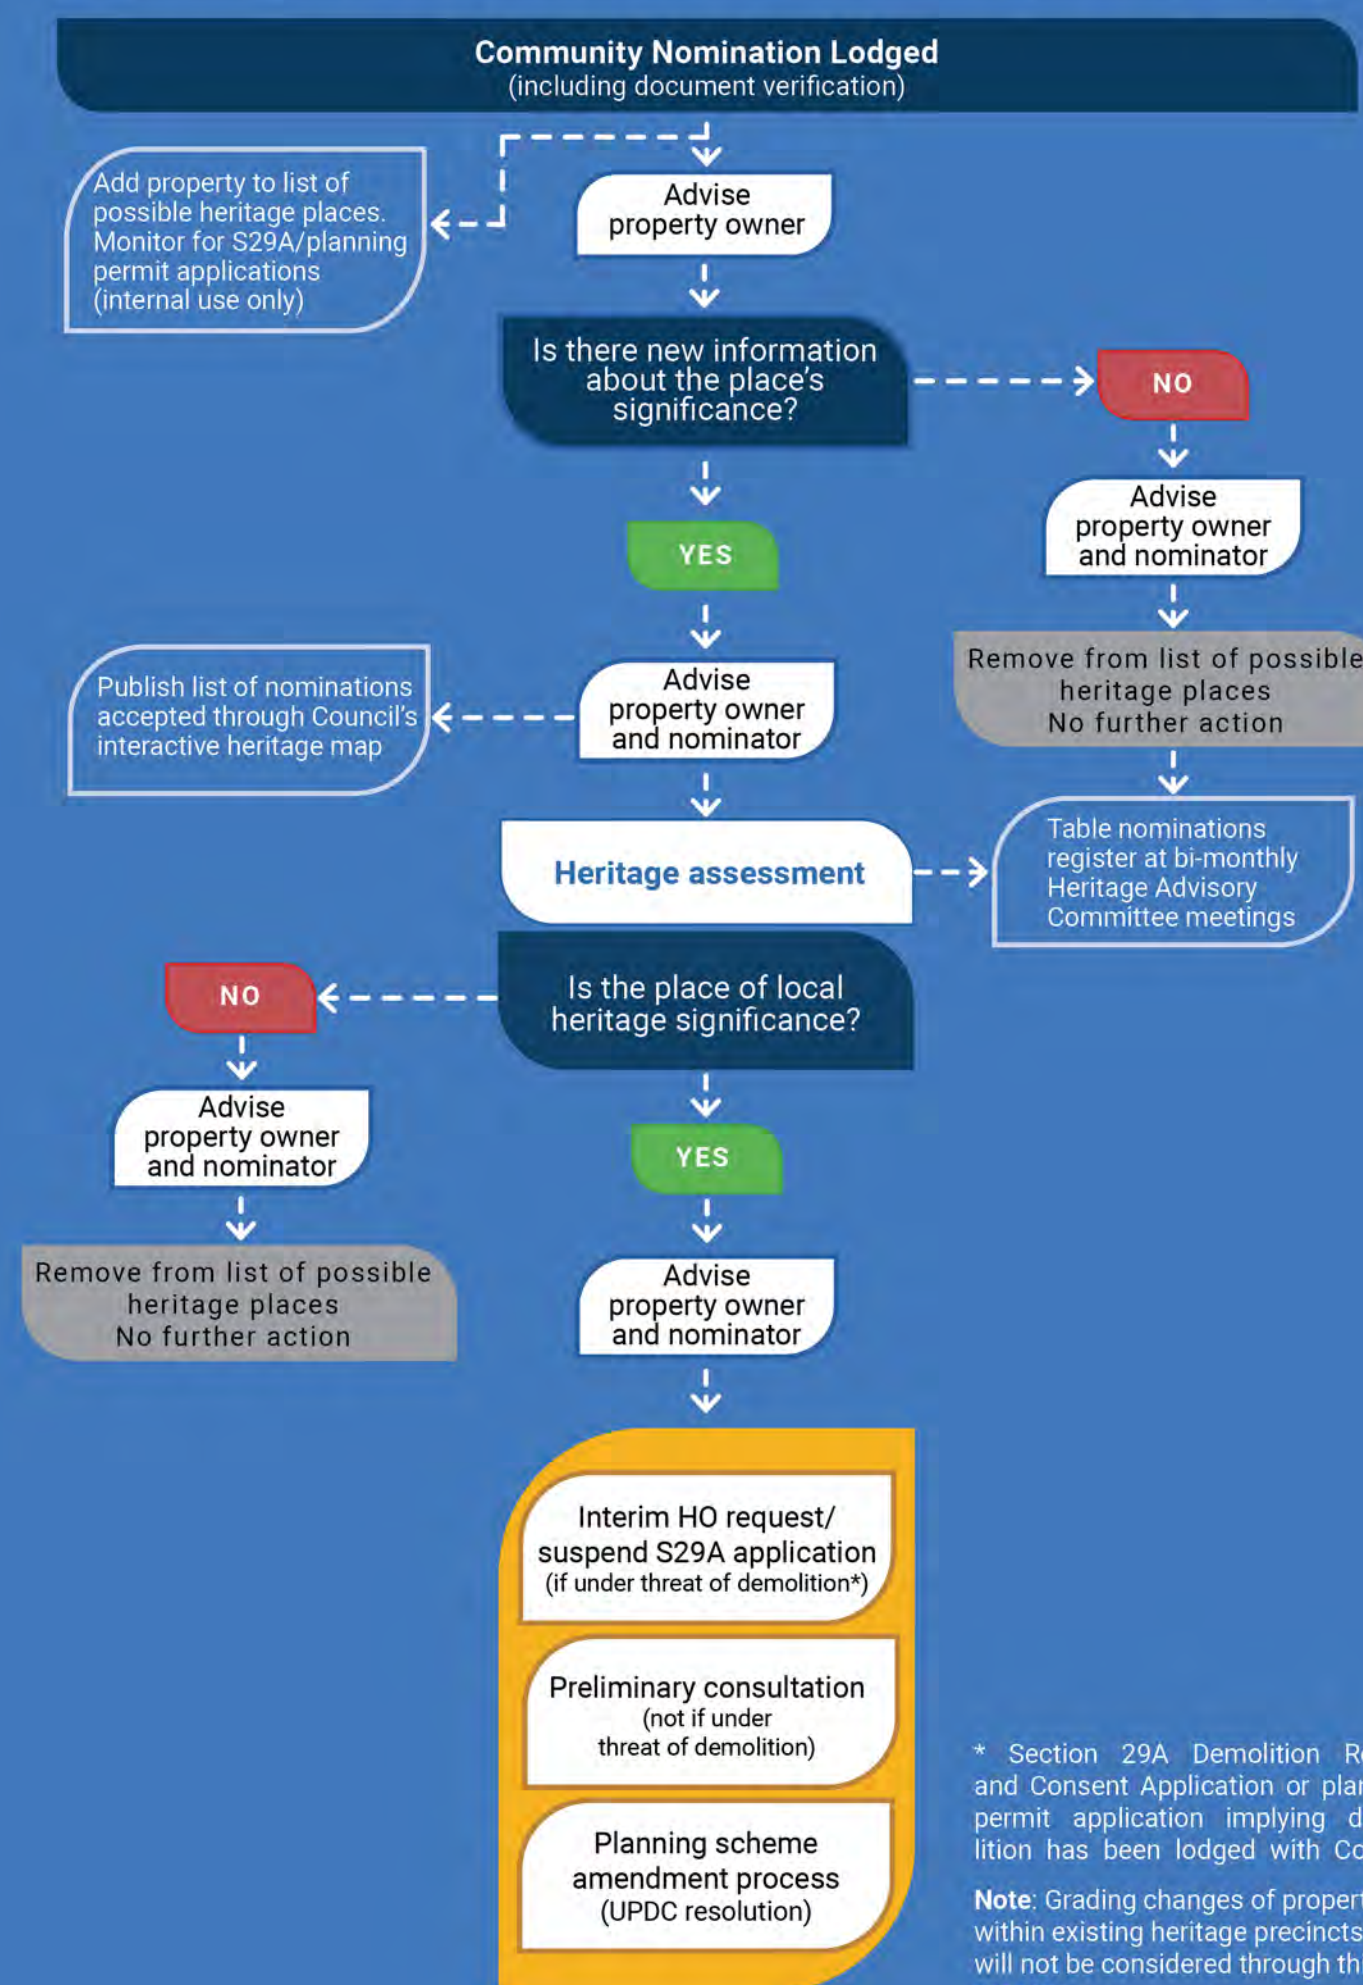 Community Nomination Lodged
(including document verification)
Add property to list of
possible heritage places.
Monitor for S29A/planning
permit applications
(internal use only)
Advise
property owner
Is there new information
about the place's
significance?
NO
Advise
property owner
and nominator
Remove from list of possible
heritage places
No further action
YES
Advise
property owner
and nominator
Publish list of nominations
accepted through Council's
interactive heritage map
Heritage assessment
Table nominations
register at bi-monthly
Heritage Advisory
Committee meetings
Is the place of local
heritage significance?
NO
Advise
property owner
and nominator
Remove from list of possible
heritage places
No further action
YES
Advise
property owner
and nominator
Interim HO request/
suspend S29A application
(if under threat of demolition*)
Preliminary consultation
(not if under
threat of demolition)
Planning scheme
amendment process
(UPDC resolution)
* Section 29A Demolition
and Consent Application or
permit application implying
lition has been lodged with
Note: Grading changes of
within existing heritage precincts
will not be considered through